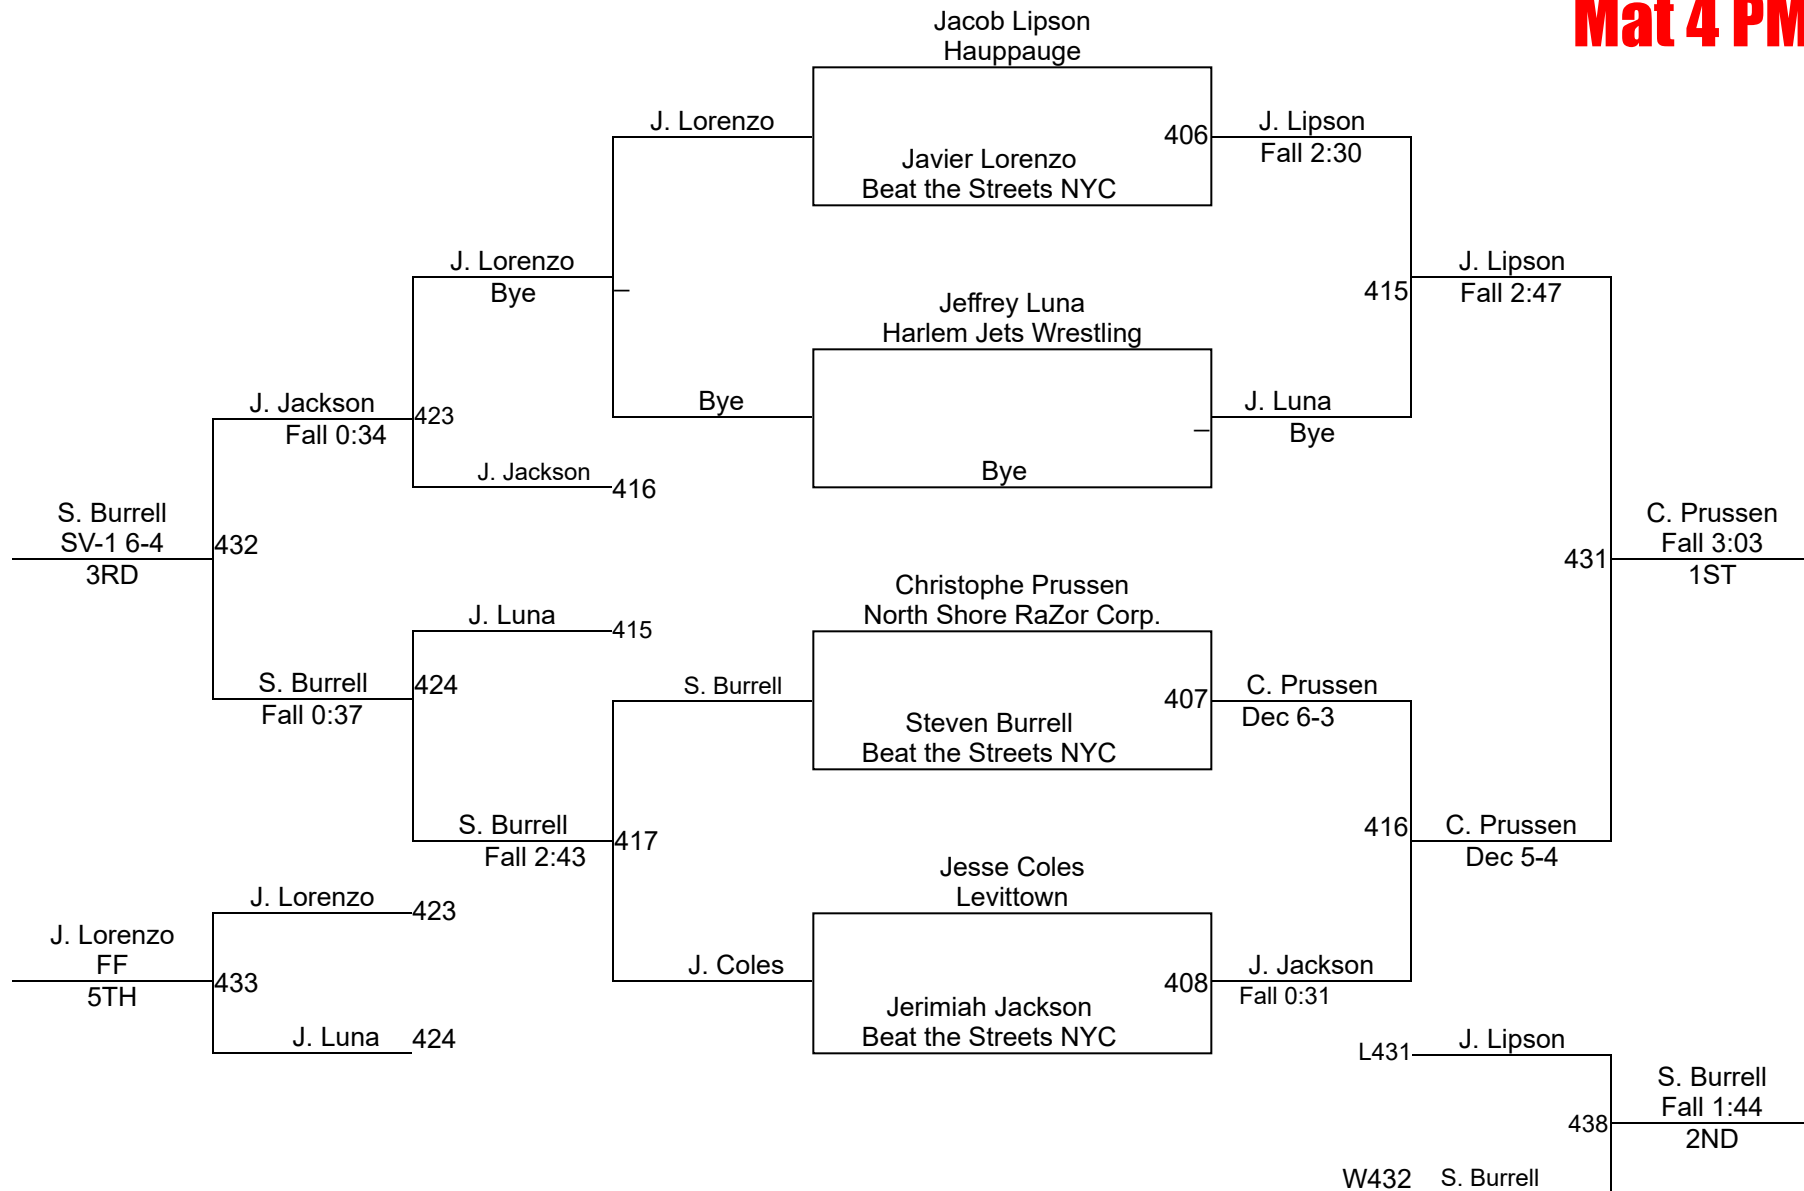 Mat 4 PM
Jacob Lipson
Hauppauge
J. Lorenzo
406
J. Lipson
Fall 2:30
Javier Lorenzo
Beat the Streets NYC
J. Lorenzo
Bye
J. Lipson
415
Fall 2:47
Jeffrey Luna
Harlem Jets Wrestling
J. Jackson
423
Fall 0:34
Bye
J. Luna
Bye
J. Jackson
416
Bye
S. Burrell
SV-1 6-4
432
3RD
C. Prussen
Fall 3:03
431
1ST
Christophe Prussen
North Shore RaZor Corp.
J. Luna
415
S. Burrell
424
Fall 0:37
S. Burrell
407
C. Prussen
Dec 6-3
Steven Burrell
Beat the Streets NYC
S. Burrell
417
Fall 2:43
416
C. Prussen
Dec 5-4
Jesse Coles
Levittown
J. Lorenzo
423
J. Lorenzo
FF
433
5TH
J. Coles
408
J. Jackson
Fall 0:31
Jerimiah Jackson
Beat the Streets NYC
J. Luna
424
L431
J. Lipson
S. Burrell
Fall 1:44
438
2ND
W432
S. Burrell